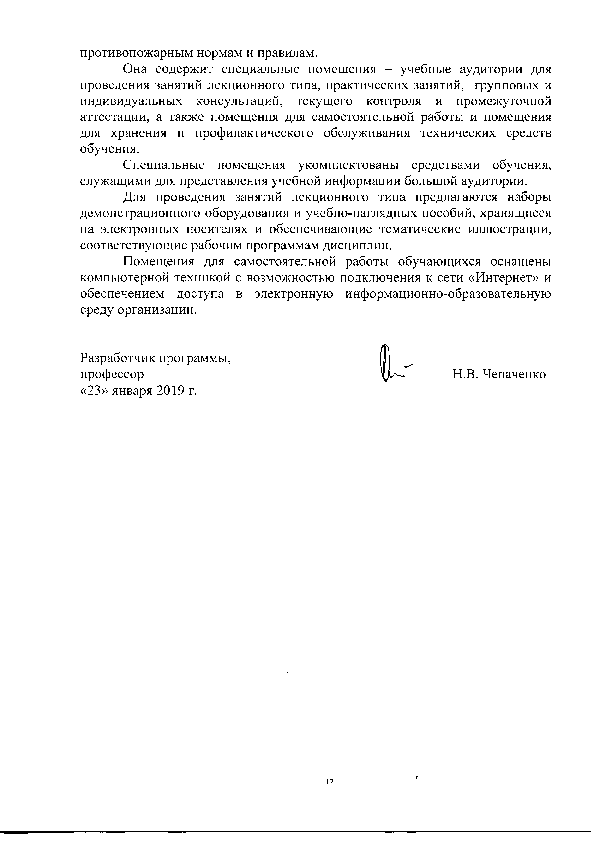 противопожарным нормам и правилам.
Она содержит специальные помещения – учебные аудитории для
проведения занятий лекционного типа, практических занятий, групповых и
индивидуальных консультаций, текущего контроля и промежуточной
аттестации, а также помещения для самостоятельной работы и помещения
для хранения и профилактического обслуживания технических средств
обучения.
Специальные помещения укомплектованы средствами обучения,
служащими для представления учебной информации большой аудитории.
Для проведения занятий лекционного типа предлагаются наборы
демонстрационного оборудования и учебно-наглядных пособий, хранящиеся
на электронных носителях и обеспечивающие тематические иллюстрации,
соответствующие рабочим программам дисциплин.
Помещения для самостоятельной работы обучающихся оснащены
компьютерной техникой с возможностью подключения к сети «Интернет» и
обеспечением доступа в электронную информационно-образовательную
среду организации.
Разработчик программы,
профессор Н.В. Чепаченко
«23» января 2019 г.
12